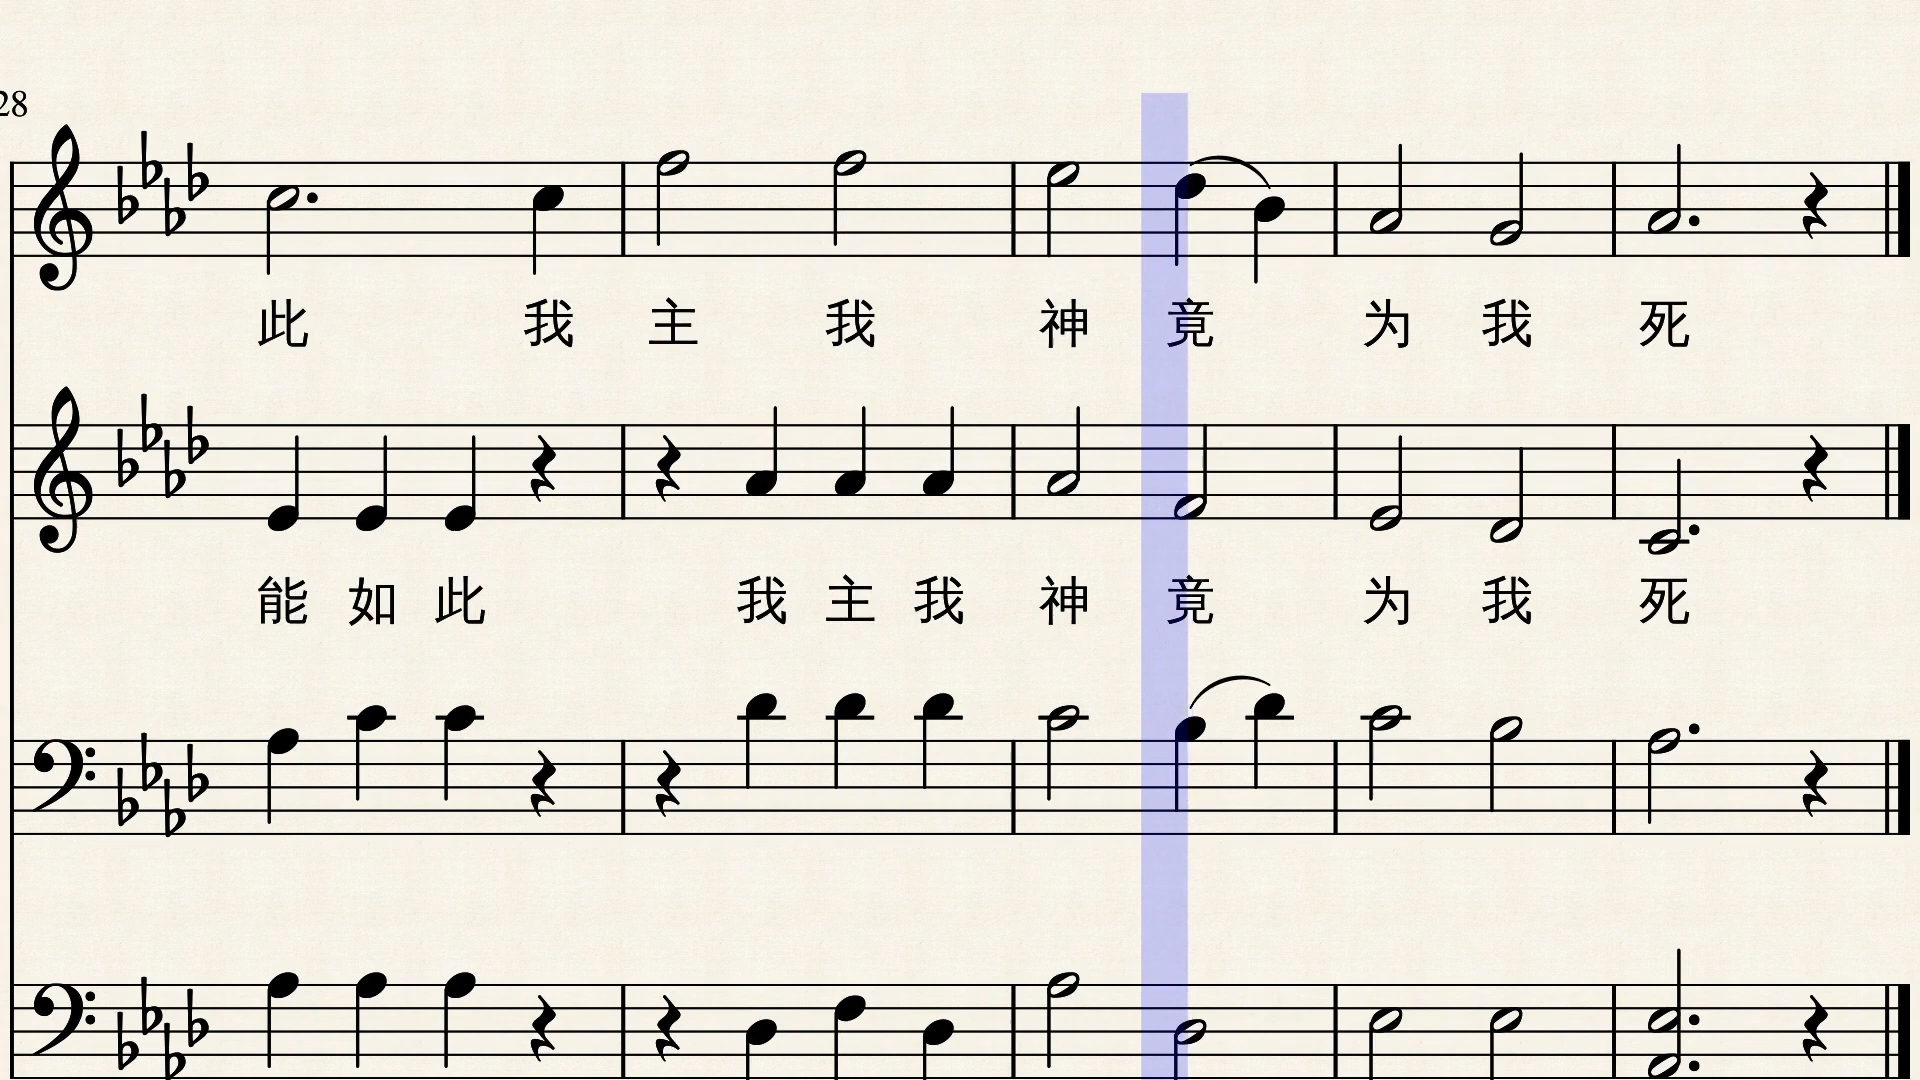 28
此 我 主 我 神 竟 为 我 死
能 如 此 我 主 我 神 竟 为 我 死